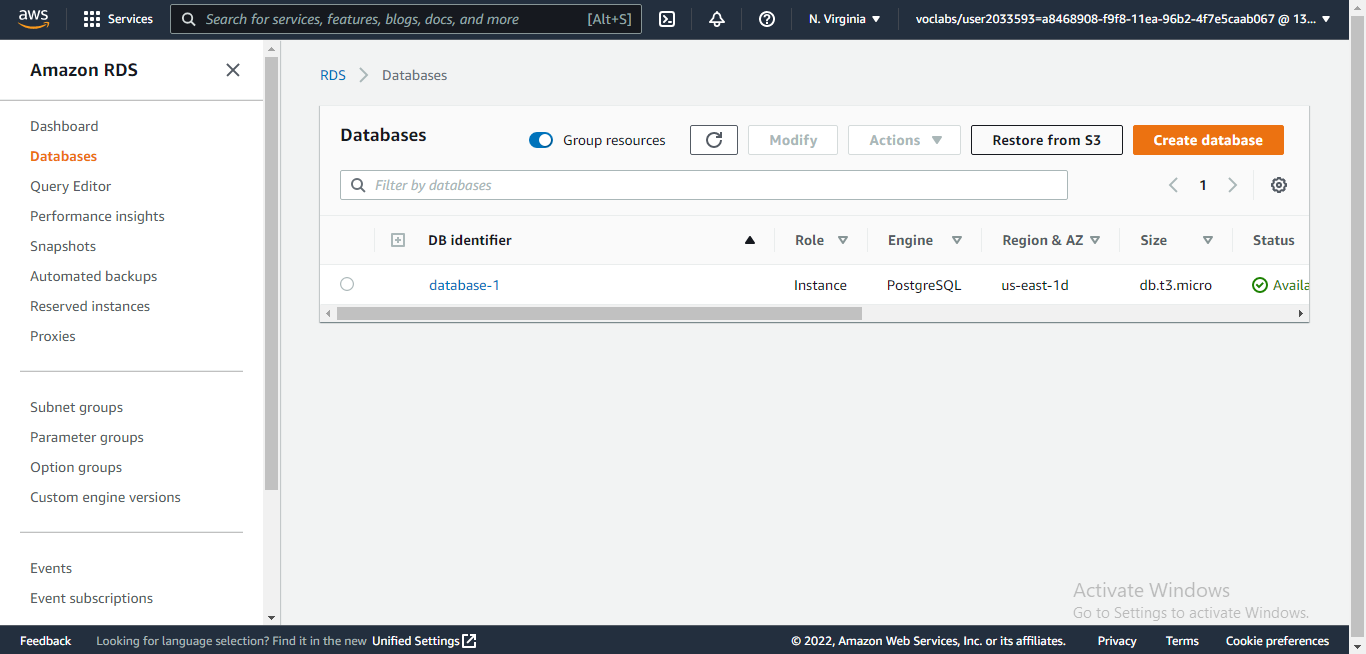 aws Services Search for services, features, blogs, docs, and more [Alt+S] N. Virginia voclabs/user2033593=a8468908-f9f8-11ea-96b2-4f7e5caab067 @ 13...
Amazon RDS
Dashboard
Databases
Query Editor
Performance insights
Snapshots
Automated backups
Reserved instances
Proxies
Subnet groups
Parameter groups
Option groups
Custom engine versions
Events
Event subscriptions
RDS > Databases
Databases Group resources Modify Actions Restore from S3 Create database
Filter by databases 1
DB identifier Role Engine Region & AZ Size Status
database-1 Instance PostgreSQL us-east-1d db.t3.micro Availa
Activate Windows
Go to Settings to activate Windows.
Feedback Looking for language selection? Find it in the new Unified Settings © 2022, Amazon Web Services, Inc. or its affiliates. Privacy Terms Cookie preferences